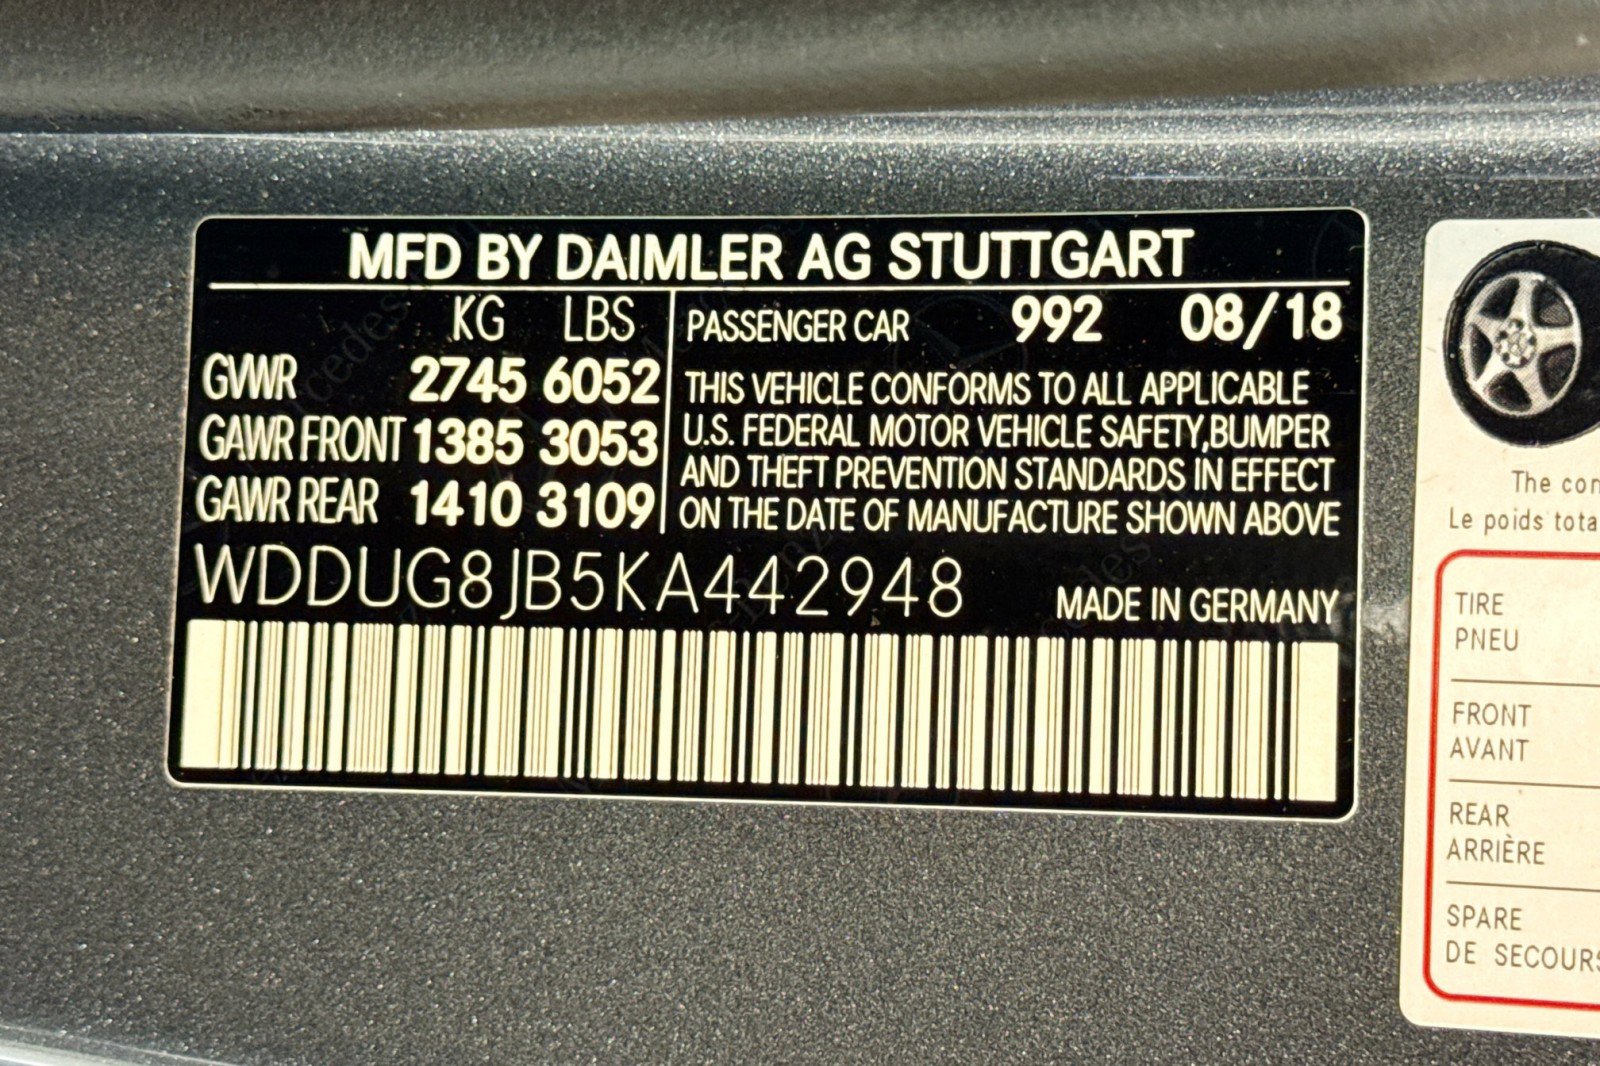 MFD BY DAIMLER AG STUTTGART
KG LBS
GVWR 2745 6052
GAWR FRONT 1385 3053
GAWR REAR 1410 3109
PASSENGER CAR 992 08/18
THIS VEHICLE CONFORMS TO ALL APPLICABLE
U.S. FEDERAL MOTOR VEHICLE SAFETY,BUMPER
AND THEFT PREVENTION STANDARDS IN EFFECT
ON THE DATE OF MANUFACTURE SHOWN ABOVE
WDDUG8JB5KA442948
MADE IN GERMANY
The
Le poids
TIRE
PNEU
FRONT
AVANT
REAR
ARRIÈRE
SPARE
DE